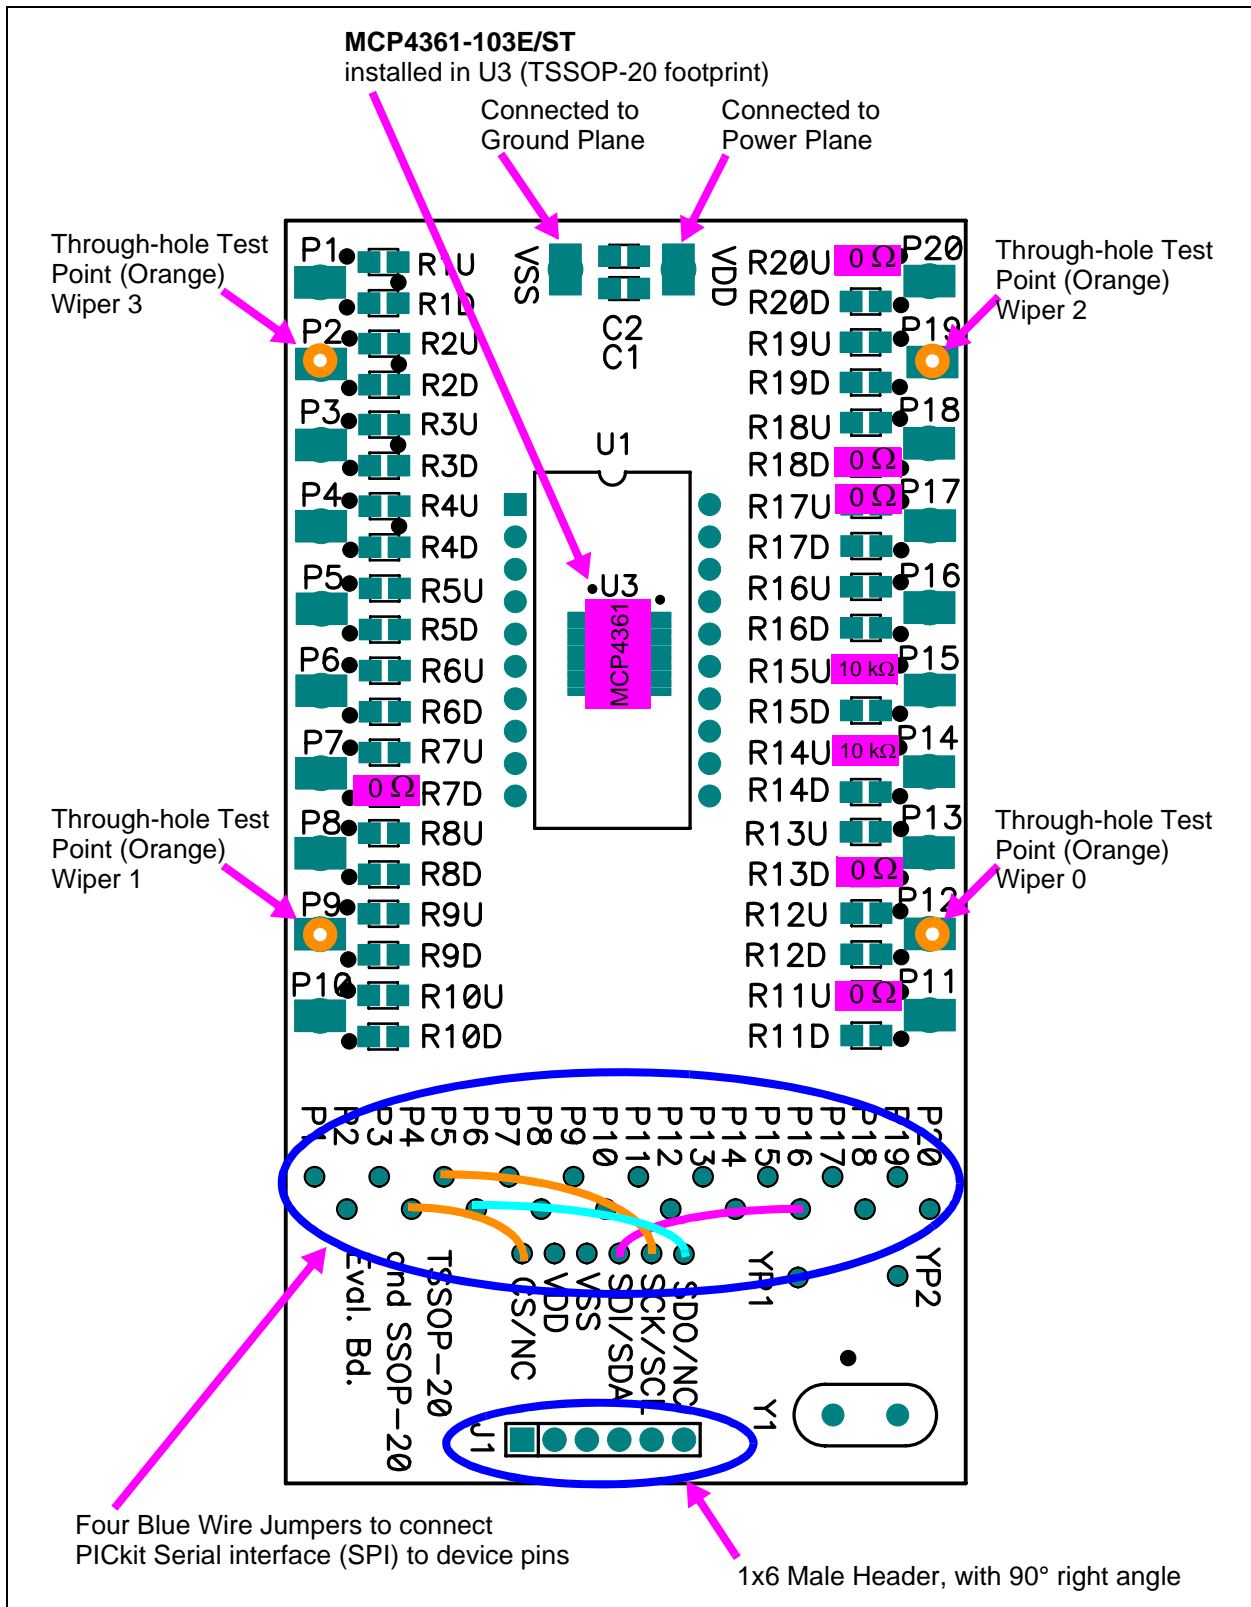 MCP4361-103E/ST
installed in U3 (TSSOP-20 footprint)
Connected to
Ground Plane
Connected to
Power Plane
Through-hole Test
Point (Orange)
Wiper 3
Through-hole Test
Point (Orange)
Wiper 2
Through-hole Test
Point (Orange)
Wiper 1
Through-hole Test
Point (Orange)
Wiper 0
P1
P2
P3
P4
P5
P6
P7
P8
P9
P10
R1U
R1D
R2U
R2D
R3U
R3D
R4U
R4D
R5U
R5D
R6U
R6D
R7U
0 Ω R7D
R8U
R8D
R9U
R9D
R10U
R10D
VSS
VDD
C2
C1
U1
U3
MCP4361
R20U 0 Ω
R20D
R19U
R19D
R18U
R18D 0 Ω
R17U 0 Ω
R17D
R16U
R16D
R15U 10 kΩ
R15D
R14U 10 kΩ
R14D
R13U
R13D 0 Ω
R12U
R12D
R11U 0 Ω
R11D
P20
P19
P18
P17
P16
P15
P14
P13
P12
P11
P1
P2
P3
P4
P5
P6
P7
P8
P9
P10
P11
P12
P13
P14
P15
P16
P17
P18
P19
P20
TSSOP-20
and SSOP-20
Eval. Bd.
CS/NC
VDD
VSS
SDI/SDA
SCK/SCL
SDO/NC
YP1
YP2
J1
Y1
Four Blue Wire Jumpers to connect
PICkit Serial interface (SPI) to device pins
1x6 Male Header, with 90° right angle